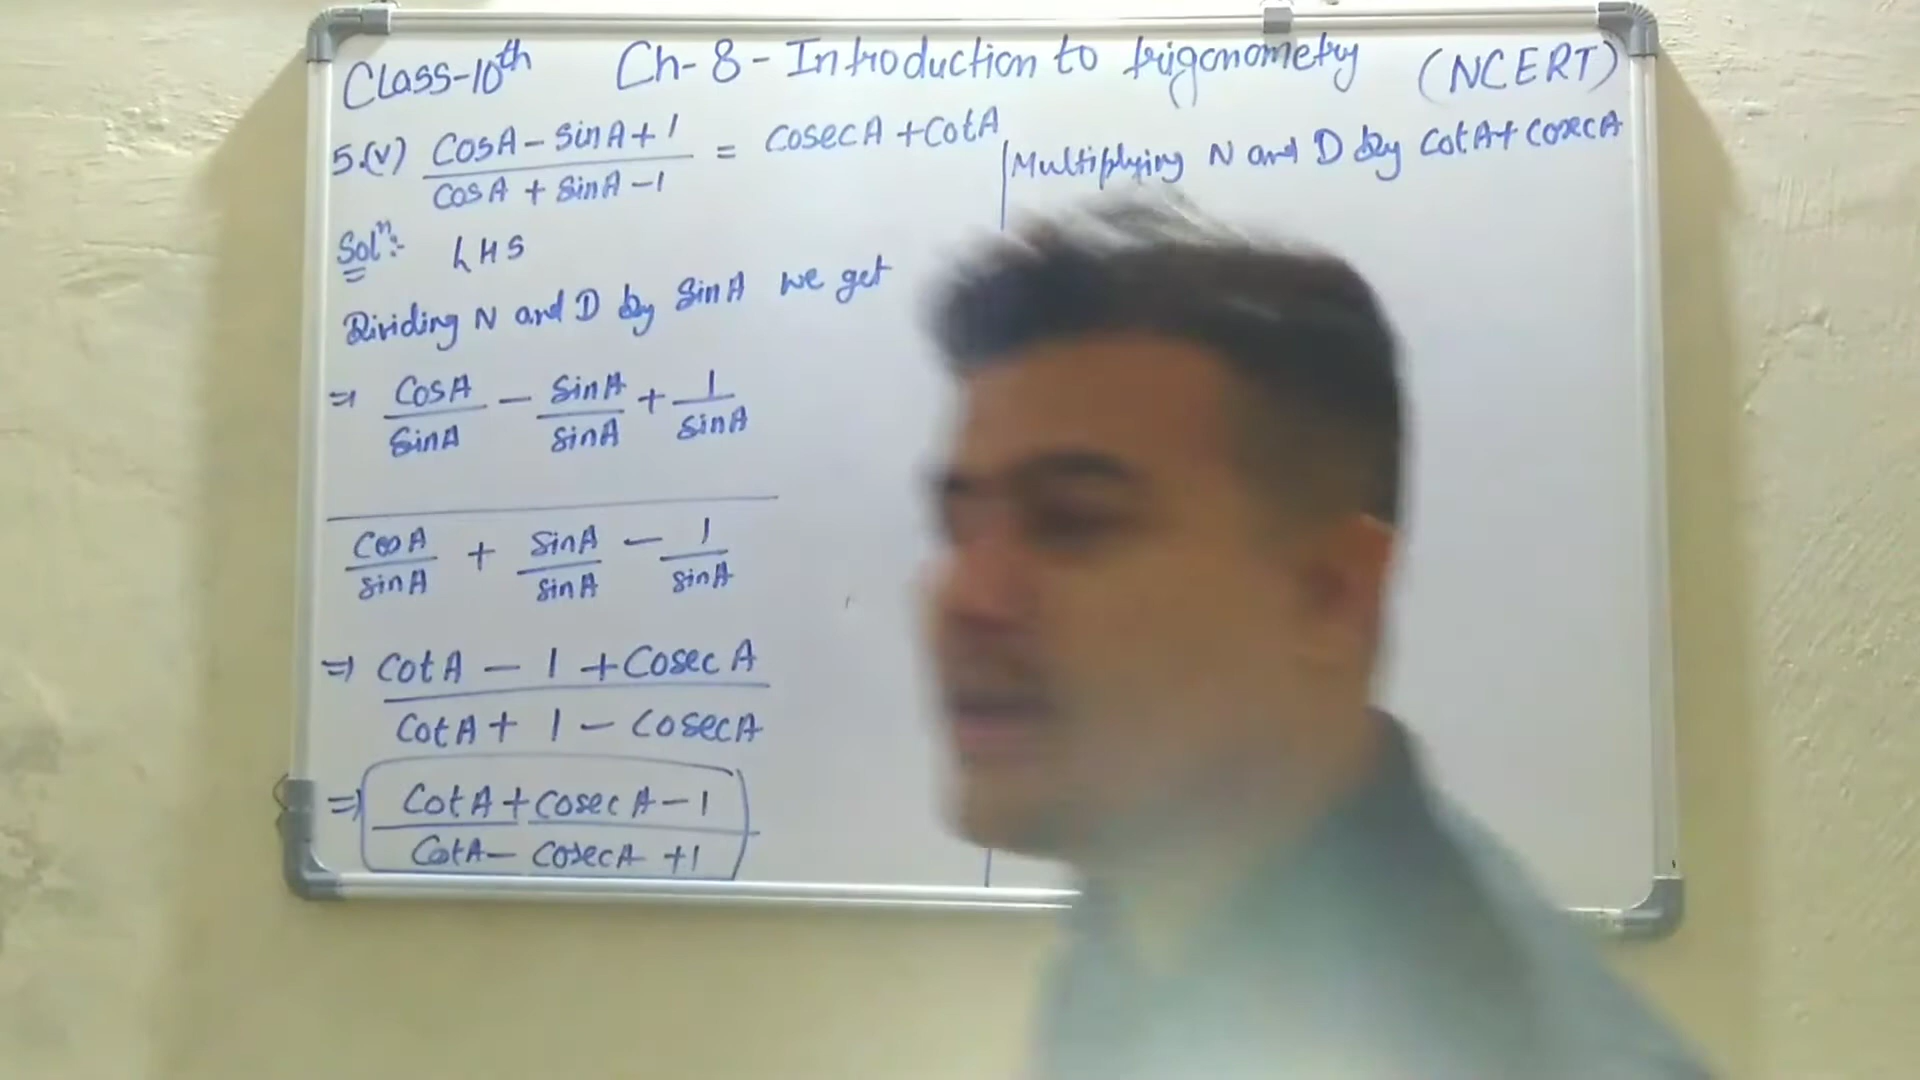 Class-10th Ch-8-Introduction to trigonometry (NCERT)
5.(v) CosA - sinA + 1 / CosA + SinA - 1 = CosecA + CotA
Solⁿ:- LHS
Dividing N and D by SinA we get
⇒ CosA/SinA - SinA/SinA + 1/SinA
CosA/sinA + SinA/SinA - 1/SinA
⇒ CotA - 1 + CosecA
CotA + 1 - CosecA
⇒ CotA + CosecA - 1
CotA - CosecA + 1
Multiplying N and D by CotA + CosecA